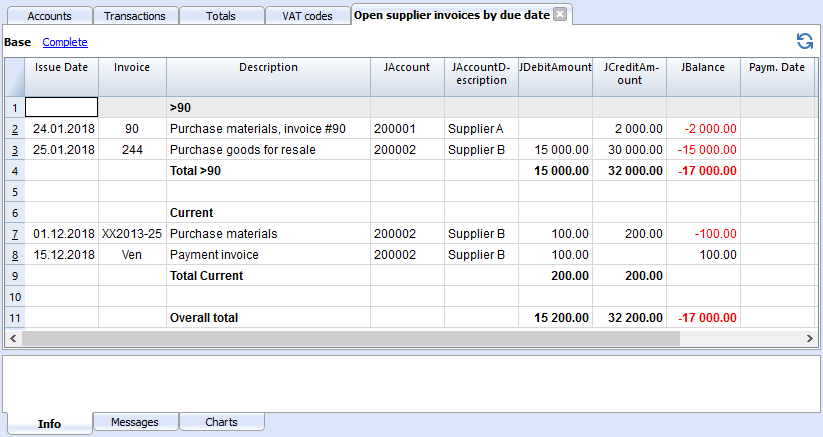 Accounts Transactions Totals VAT codes Open supplier invoices by due date
Base Complete
Issue Date Invoice Description JAccount JAccountD-escription JDebitAmount JCreditAm-ount JBalance Paym. Date
1 >90
2 24.01.2018 90 Purchase materials, invoice #90 200001 Supplier A 2 000.00 -2 000.00
3 25.01.2018 244 Purchase goods for resale 200002 Supplier B 15 000.00 30 000.00 -15 000.00
4 Total >90 15 000.00 32 000.00 -17 000.00
5
6 Current
7 01.12.2018 XX2013-25 Purchase materials 200002 Supplier B 100.00 200.00 -100.00
8 15.12.2018 Ven Payment invoice 200002 Supplier B 100.00 100.00
9 Total Current 200.00 200.00
10
11 Overall total 15 200.00 32 200.00 -17 000.00
Info Messages Charts